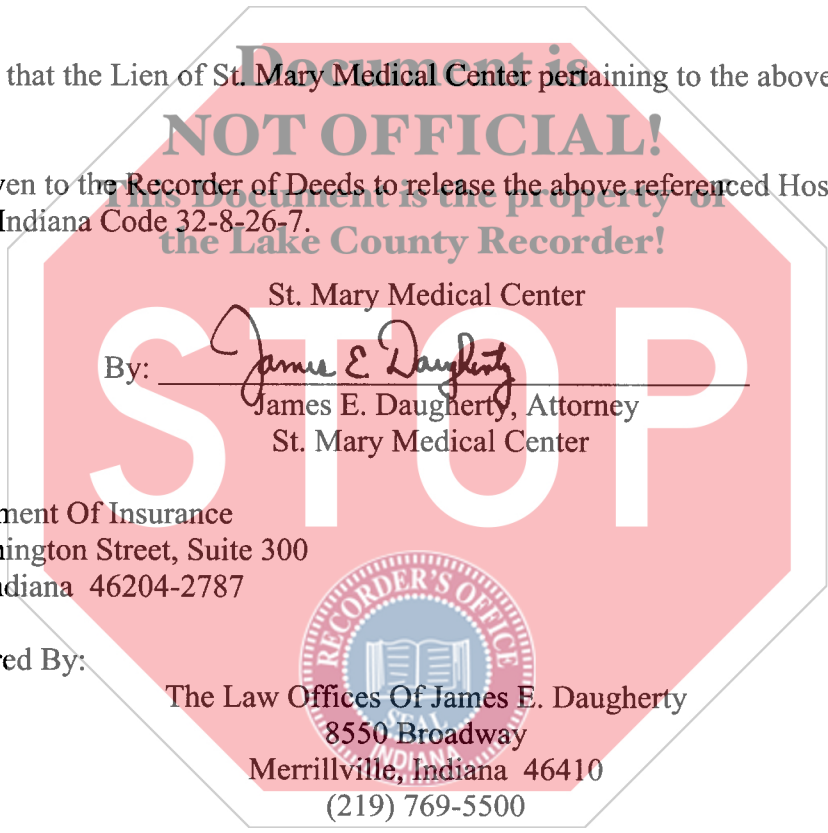 that the Lien of St. Mary Medical Center pertaining to the above
Document is
NOT OFFICIAL!
ven to the Recorder of Deeds to release the above referenced Hos
This Document is the property of
Indiana Code 32-8-26-7.
the Lake County Recorder!
St. Mary Medical Center
STOP
By: James E Daugherty
James E. Daugherty, Attorney
St. Mary Medical Center
ment Of Insurance
hington Street, Suite 300
diana 46204-2787
RECORDER'S OFFICE
red By:
The Law Offices Of James E. Daugherty
SEAL
8550 Broadway
INDIANA
Merrillville, Indiana 46410
(219) 769-5500